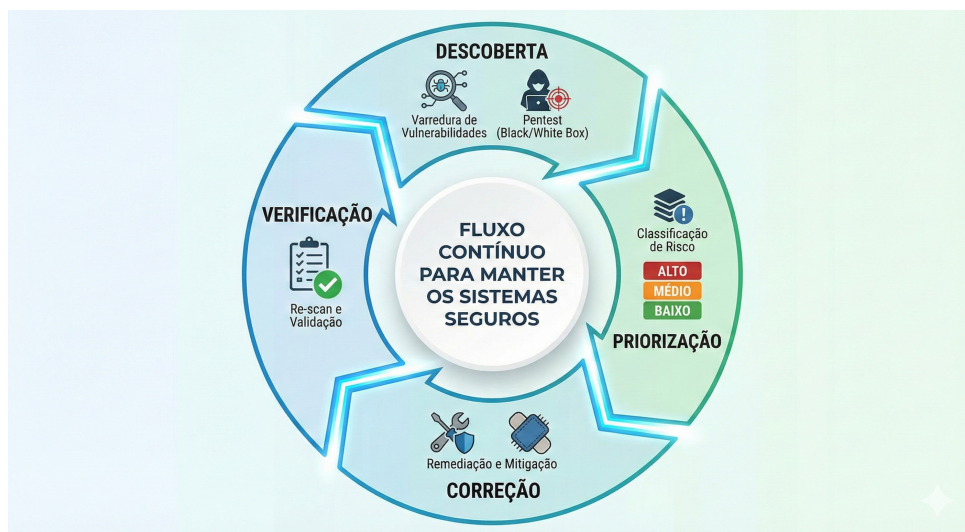 DESCOBERTA
Varredura de
Vulnerabilidades
Pentest
(Black/White Box)
Classificação
de Risco
ALTO
MÉDIO
BAIXO
PRIORIZAÇÃO
Remediação e Mitigação
CORREÇÃO
VERIFICAÇÃO
Re-scan e
Validação
FLUXO
CONTÍNUO
PARA MANTER
OS SISTEMAS
SEGUROS